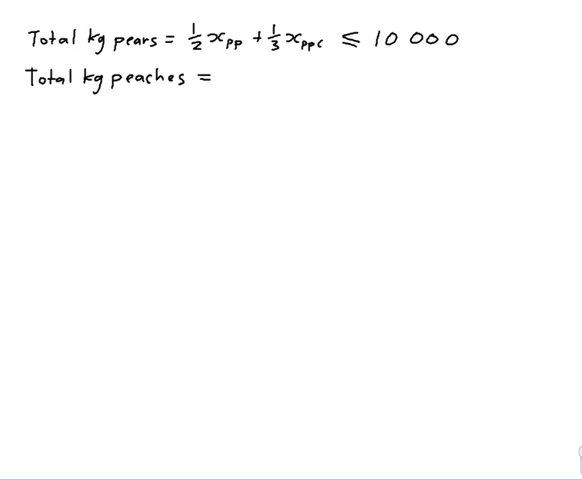 Total kg pears = 1/2 x_pp + 1/3 x_ppc ≤ 10 000
Total kg peaches =